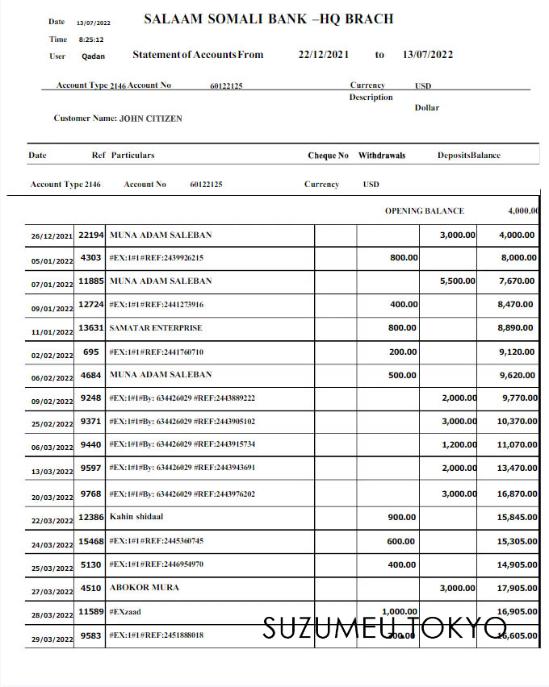 Date 13/07/2022 SALAAM SOMALI BANK –HQ BRACH
Time 8:25:12
User Qadan Statement of Accounts From 22/12/2021 to 13/07/2022
Account Type 2146 Account No 60122125 Currency USD
Description
Dollar
Customer Name: JOHN CITIZEN
Date Ref Particulars Cheque No Withdrawals DepositsBalance
Account Type 2146 Account No 60122125 Currency USD
OPENING BALANCE 4,000.00
26/12/2021 22194 MUNA ADAM SALEBAN 3,000.00 4,000.00
05/01/2022 4303 #EX:1#1#REF:2439926215 800.00 8,000.00
07/01/2022 11885 MUNA ADAM SALEBAN 5,500.00 7,670.00
09/01/2022 12724 #EX:1#1#REF:2441273916 400.00 8,470.00
11/01/2022 13631 SAMATAR ENTERPRISE 800.00 8,890.00
02/02/2022 695 #EX:1#1#REF:2441760710 200.00 9,120.00
06/02/2022 4684 MUNA ADAM SALEBAN 500.00 9,620.00
09/02/2022 9248 #EX:1#1#By: 634426029 #REF:2443889222 2,000.00 9,770.00
25/02/2022 9371 #EX:1#1#By: 634426029 #REF:2443905102 3,000.00 10,370.00
06/03/2022 9440 #EX:1#1#By: 634426029 #REF:2443915734 1,200.00 11,070.00
13/03/2022 9597 #EX:1#1#By: 634426029 #REF:2443943691 2,000.00 13,470.00
20/03/2022 9768 #EX:1#1#By: 634426029 #REF:2443976202 3,000.00 16,870.00
22/03/2022 12386 Kahin shidaal 900.00 15,845.00
24/03/2022 15468 #EX:1#1#REF:2445360745 600.00 15,305.00
25/03/2022 5130 #EX:1#1#REF:2446954970 400.00 14,905.00
27/03/2022 4510 ABOKOR MURA 3,000.00 17,905.00
28/03/2022 11589 #EXzaad 1,000.00 16,905.00
29/03/2022 9583 #EX:1#1#REF:2451888018 300.00
SUZUMEU.TOKYO